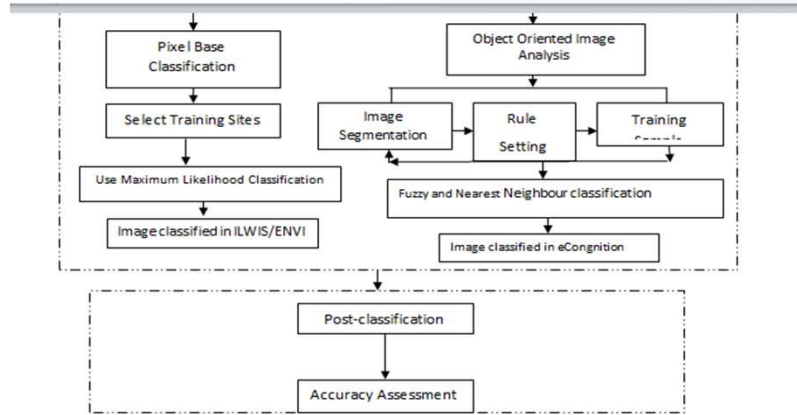 Pixel Base
Classification
Select Training Sites
Use Maximum Likelihood Classification
Image classified in ILWIS/ENVI
Object Oriented Image
Analysis
Image
Segmentation
Rule
Setting
Training
Fuzzy and Nearest Neighbour classification
Image classified in eCongnition
Post-classification
Accuracy Assessment